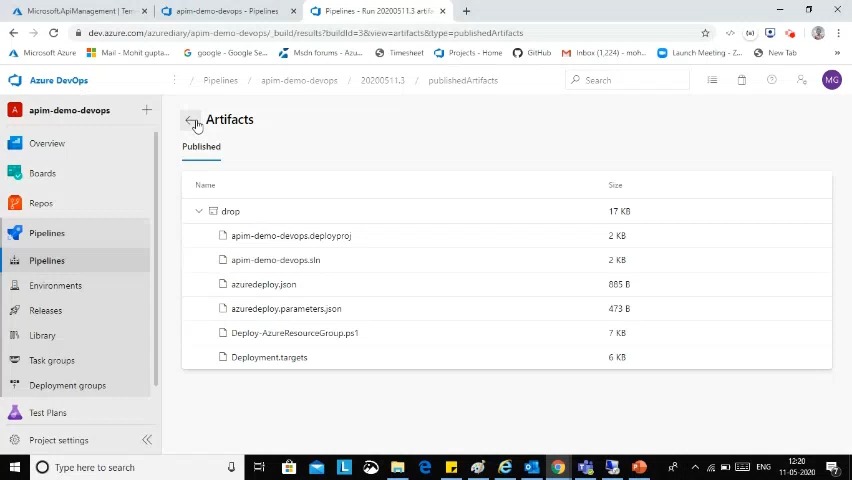 Microsoft.ApiManagement | Tem
apim-demo-devops - Pipelines
Pipelines - Run 20200511.3 artifa
dev.azure.com/azurediary/apim-demo-devops/_build/results?buildId=3&view=artifacts&type=publishedArtifacts
Microsoft Azure
Mail - Mohit gupta...
google - Google Se...
Msdn forums - Azu...
Timesheet
Projects - Home
GitHub
Inbox (1,224) - moh...
Launch Meeting - Z...
New Tab
Azure DevOps
Pipelines / apim-demo-devops / 20200511.3 / publishedArtifacts
Search
MG
A apim-demo-devops
Overview
Boards
Repos
Pipelines
Pipelines
Environments
Releases
Library
Task groups
Deployment groups
Test Plans
Project settings
Artifacts
Published
Name Size
drop 17 KB
apim-demo-devops.deployproj 2 KB
apim-demo-devops.sln 2 KB
azuredeploy.json 885 B
azuredeploy.parameters.json 473 B
Deploy-AzureResourceGroup.ps1 7 KB
Deployment.targets 6 KB
Type here to search
ENG
12:20
11-05-2020